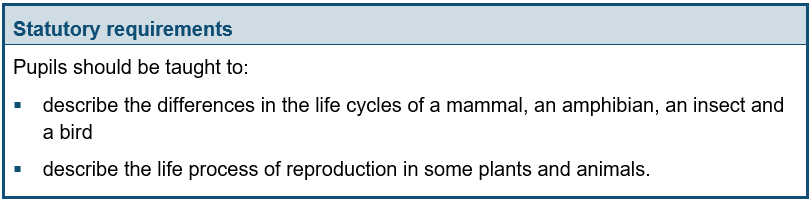 Statutory requirements
Pupils should be taught to:
▪ describe the differences in the life cycles of a mammal, an amphibian, an insect and
a bird
▪ describe the life process of reproduction in some plants and animals.